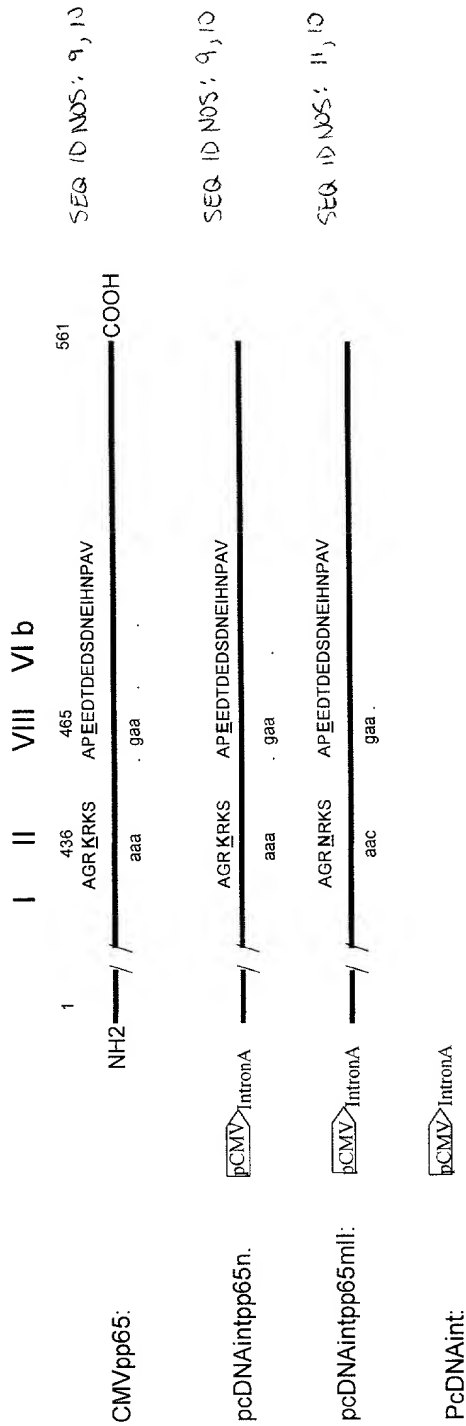 I II VIII VI b
1 436 465 561
CMVpp65: AGRKRKS APEEDTDEDSDNEIHNPAV SEQ ID NOS: 9, 10
NH2 COOH
aaa gaa
pcDNAintpp65n. pCMV IntronA AGRKRKS APEEDTDEDSDNEIHNPAV SEQ ID NOS: 9, 10
aaa gaa
pcDNAintpp65mII: pCMV IntronA AGRNRKS APEEDTDEDSDNEIHNPAV SEQ ID NOS: 11, 10
aac gaa
PcDNAint: pCMV IntronA